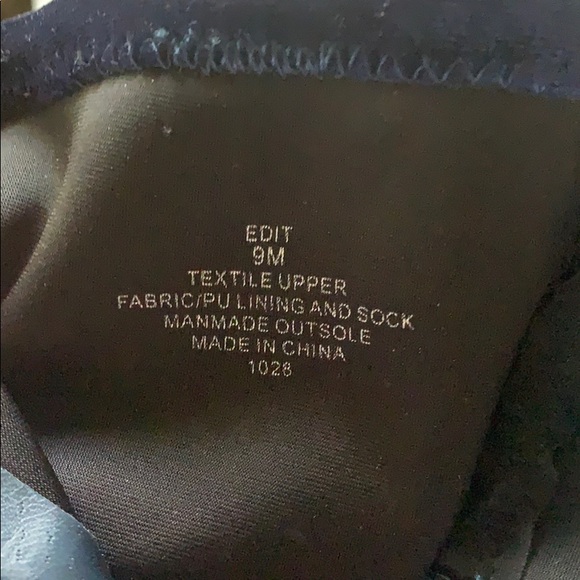 EDIT
9M
TEXTILE UPPER
FABRIC/PU LINING AND SOCK
MANMADE OUTSOLE
MADE IN CHINA
1028